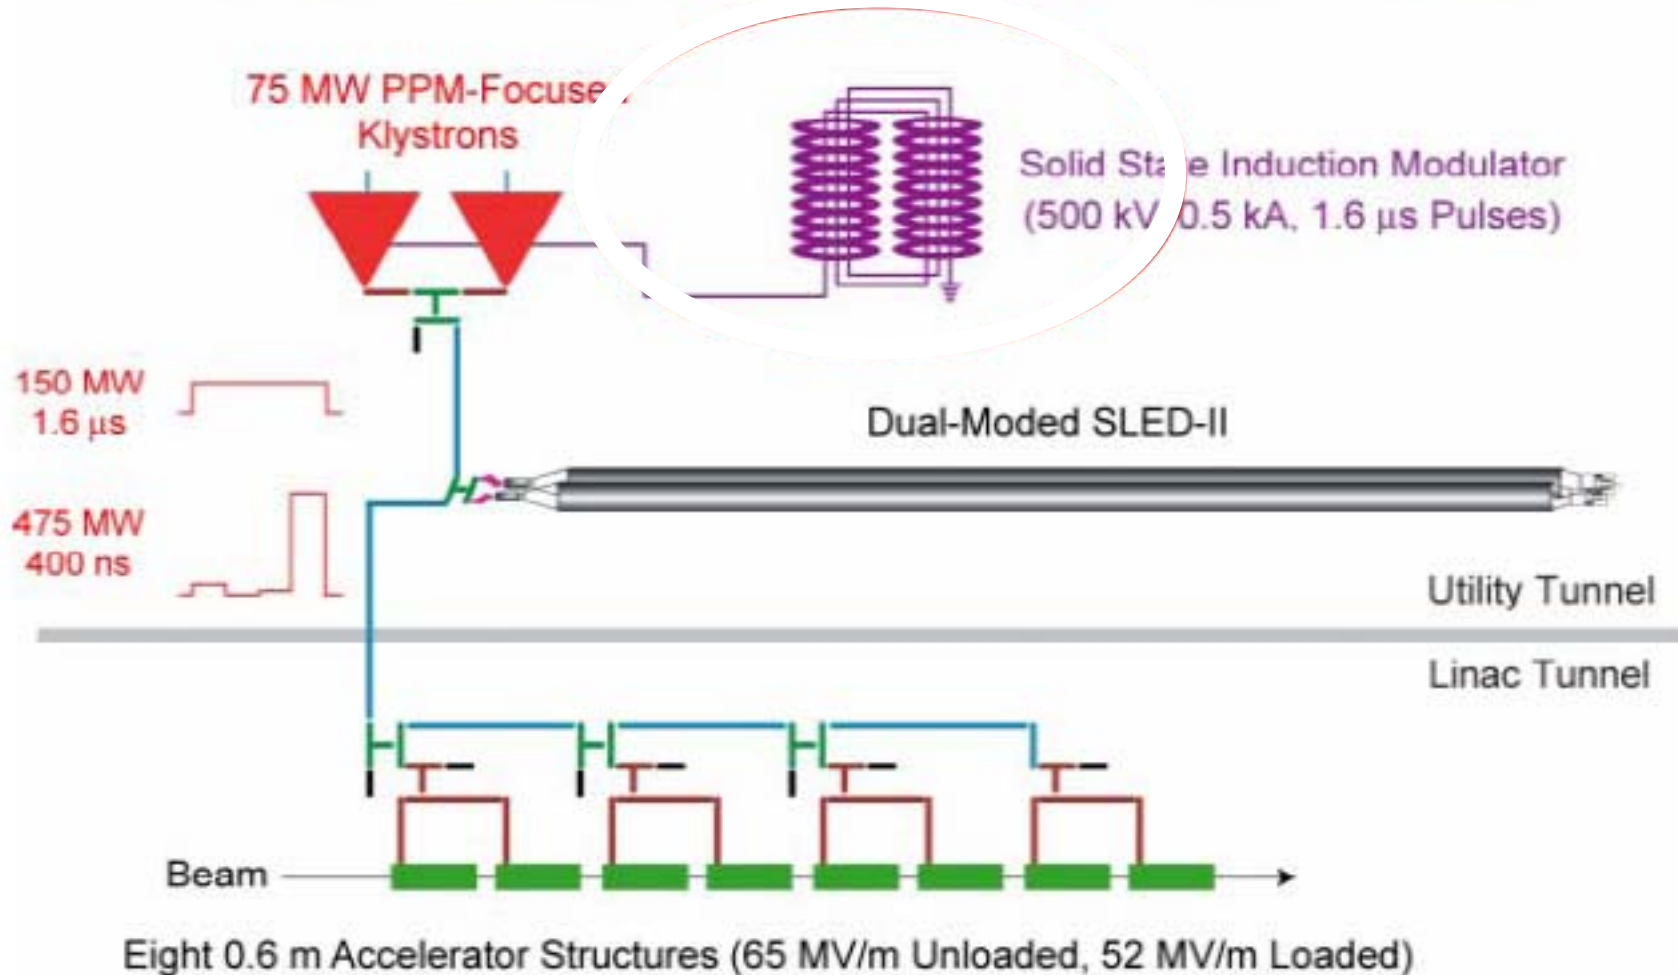 75 MW PPM-Focuse
Klystrons
Solid State Induction Modulator
(500 kV, 0.5 kA, 1.6 μs Pulses)
150 MW
1.6 μs
Dual-Moded SLED-II
475 MW
400 ns
Utility Tunnel
Linac Tunnel
Beam
Eight 0.6 m Accelerator Structures (65 MV/m Unloaded, 52 MV/m Loaded)